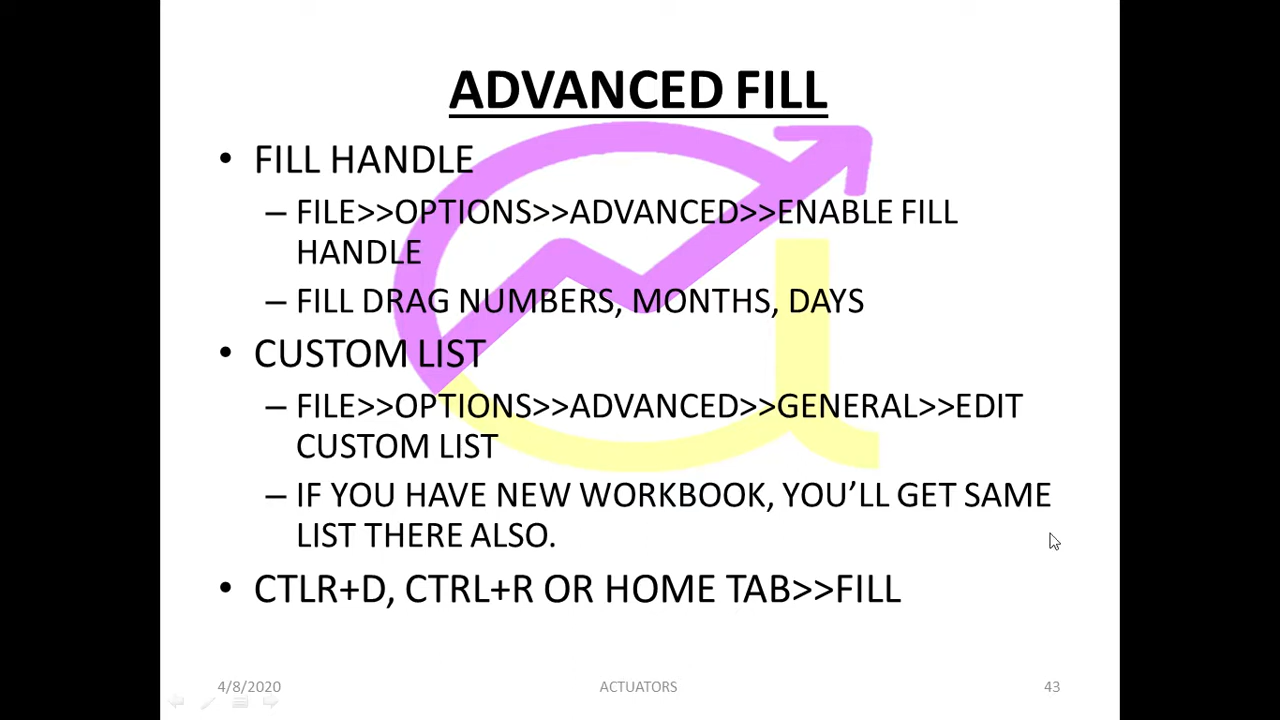 ADVANCED FILL
• FILL HANDLE
– FILE>>OPTIONS>>ADVANCED>>ENABLE FILL
HANDLE
– FILL DRAG NUMBERS, MONTHS, DAYS
• CUSTOM LIST
– FILE>>OPTIONS>>ADVANCED>>GENERAL>>EDIT
CUSTOM LIST
– IF YOU HAVE NEW WORKBOOK, YOU’LL GET SAME
LIST THERE ALSO.
• CTLR+D, CTRL+R OR HOME TAB>>FILL
4/8/2020 ACTUATORS 43